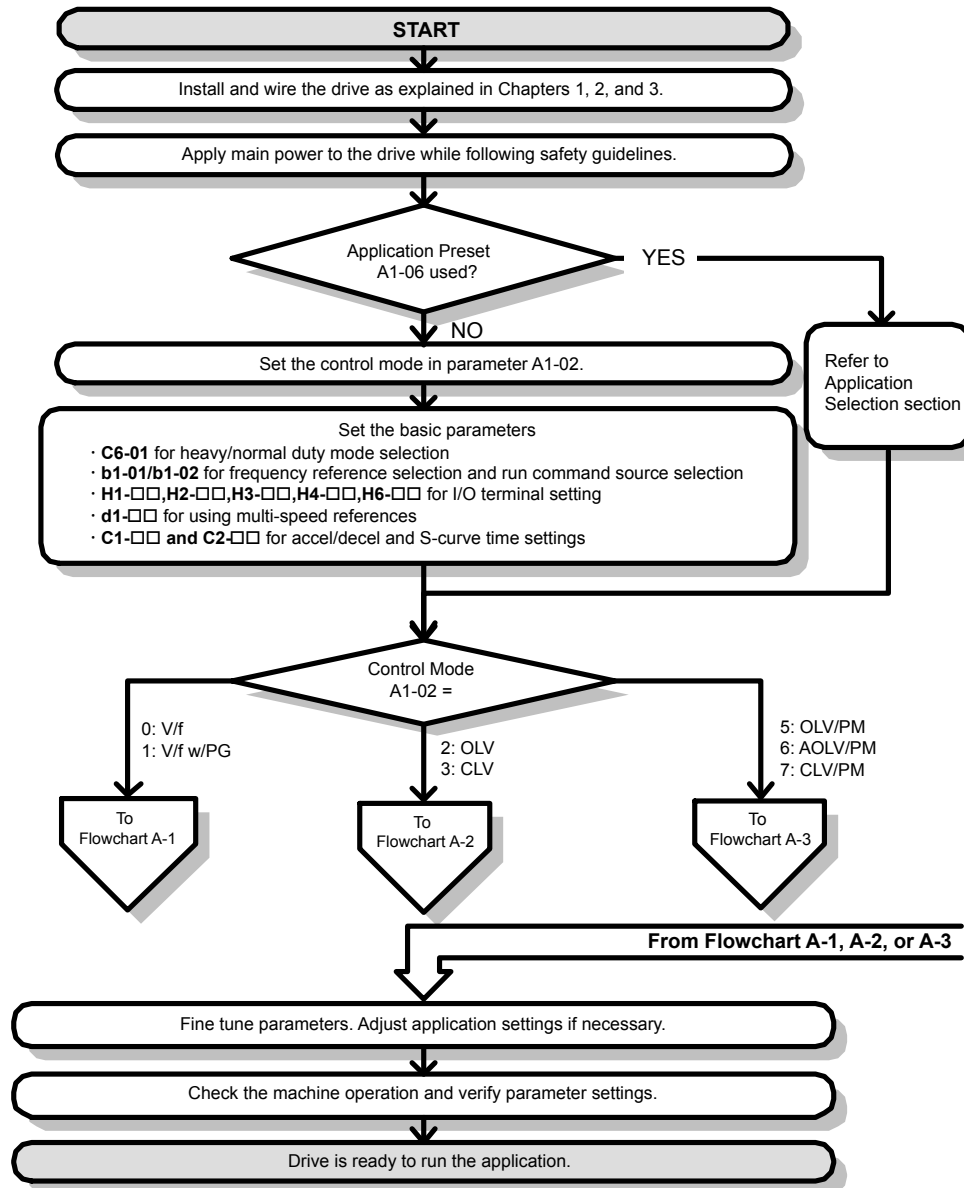 START
Install and wire the drive as explained in Chapters 1, 2, and 3.
Apply main power to the drive while following safety guidelines.
Application Preset
A1-06 used?
YES
NO
Set the control mode in parameter A1-02.
Refer to
Application
Selection section
Set the basic parameters
· C6-01 for heavy/normal duty mode selection
· b1-01/b1-02 for frequency reference selection and run command source selection
· H1-□□,H2-□□,H3-□□,H4-□□,H6-□□ for I/O terminal setting
· d1-□□ for using multi-speed references
· C1-□□ and C2-□□ for accel/decel and S-curve time settings
Control Mode
A1-02 =
0: V/f
1: V/f w/PG
2: OLV
3: CLV
5: OLV/PM
6: AOLV/PM
7: CLV/PM
To
Flowchart A-1
To
Flowchart A-2
To
Flowchart A-3
From Flowchart A-1, A-2, or A-3
Fine tune parameters. Adjust application settings if necessary.
Check the machine operation and verify parameter settings.
Drive is ready to run the application.